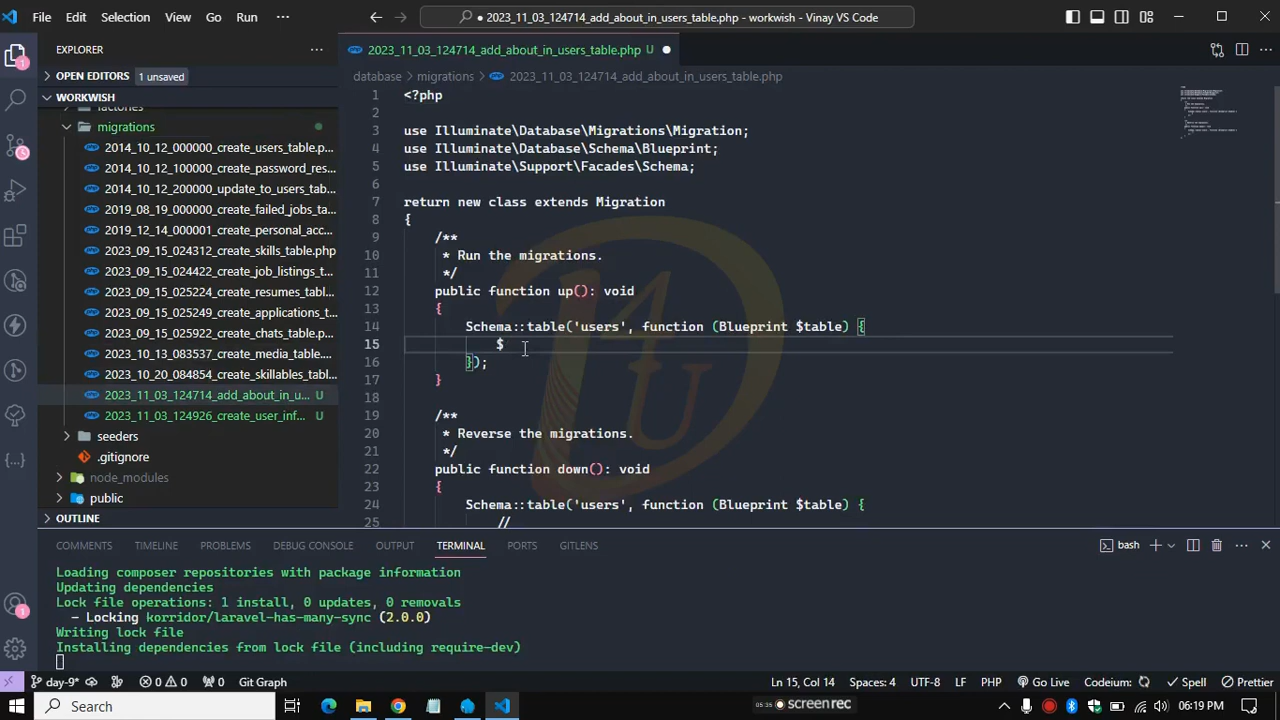 File Edit Selection View Go Run ··· 2023_11_03_124714_add_about_in_users_table.php - workwish - Vinay VS Code
EXPLORER
OPEN EDITORS 1 unsaved
WORKWISH
factories
migrations
2014_10_12_000000_create_users_table.p...
2014_10_12_100000_create_password_res...
2014_10_12_200000_update_to_users_tab...
2019_08_19_000000_create_failed_jobs_ta...
2019_12_14_000001_create_personal_acc...
2023_09_15_024312_create_skills_table.php
2023_09_15_024422_create_job_listings_t...
2023_09_15_025224_create_resumes_tabl...
2023_09_15_025249_create_applications_t...
2023_09_15_025922_create_chats_table.p...
2023_10_13_083537_create_media_table....
2023_10_20_084854_create_skillables_tabl...
2023_11_03_124714_add_about_in_u... U
2023_11_03_124926_create_user_inf... U
seeders
.gitignore
node_modules
public
OUTLINE
2023_11_03_124714_add_about_in_users_table.php U
database > migrations > 2023_11_03_124714_add_about_in_users_table.php
1 <?php
2
3 use Illuminate\Database\Migrations\Migration;
4 use Illuminate\Database\Schema\Blueprint;
5 use Illuminate\Support\Facades\Schema;
6
7 return new class extends Migration
8 {
9 /**
10 * Run the migrations.
11 */
12 public function up(): void
13 {
14 Schema::table('users', function (Blueprint $table) {
15 $
16 });
17 }
18
19 /**
20 * Reverse the migrations.
21 */
22 public function down(): void
23 {
24 Schema::table('users', function (Blueprint $table) {
25 //
D4U
COMMENTS TIMELINE PROBLEMS DEBUG CONSOLE OUTPUT TERMINAL PORTS GITLENS bash
Loading composer repositories with package information
Updating dependencies
Lock file operations: 1 install, 0 updates, 0 removals
- Locking korridor/laravel-has-many-sync (2.0.0)
Writing lock file
Installing dependencies from lock file (including require-dev)
day-9* 0 0 0 Git Graph Ln 15, Col 14 Spaces: 4 UTF-8 LF PHP Go Live Codeium: {...} Spell Prettier
Search 05:35 screen rec 06:19 PM